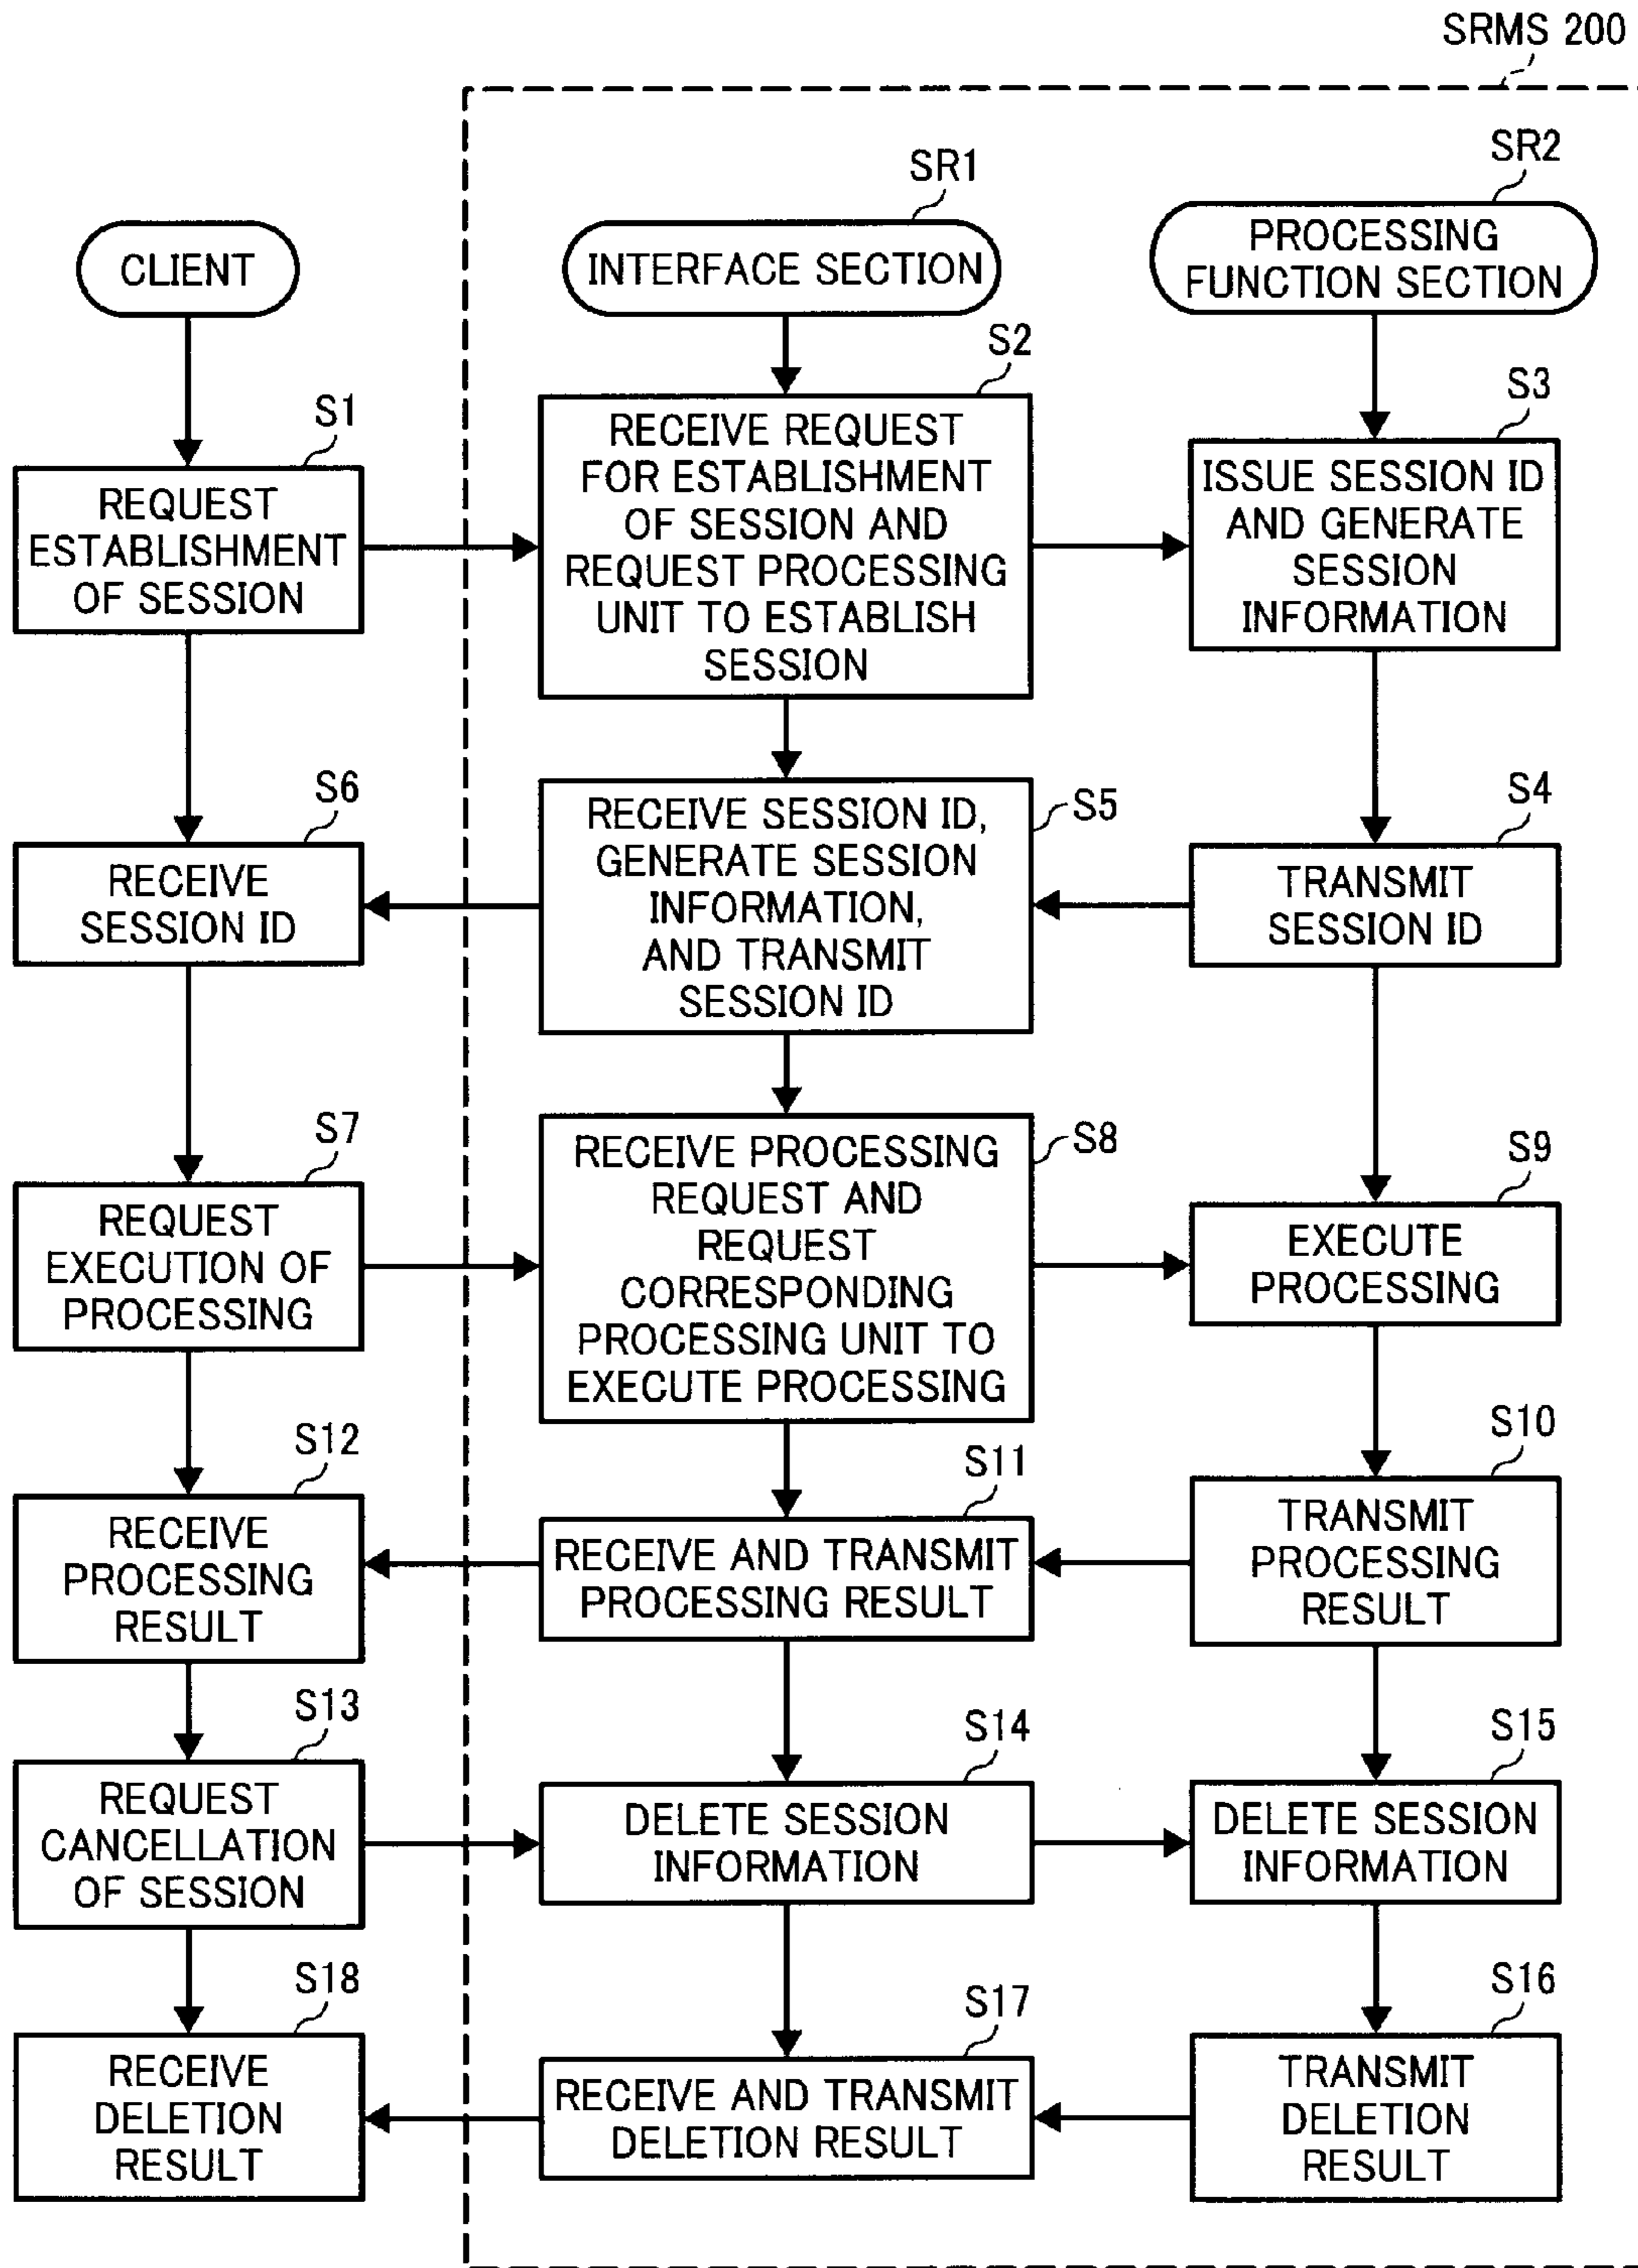 SRMS 200
CLIENT
SR1
INTERFACE SECTION
SR2
PROCESSING
FUNCTION SECTION
S1
REQUEST
ESTABLISHMENT
OF SESSION
S2
RECEIVE REQUEST
FOR ESTABLISHMENT
OF SESSION AND
REQUEST PROCESSING
UNIT TO ESTABLISH
SESSION
S3
ISSUE SESSION ID
AND GENERATE
SESSION
INFORMATION
S6
RECEIVE
SESSION ID
S5
RECEIVE SESSION ID,
GENERATE SESSION
INFORMATION,
AND TRANSMIT
SESSION ID
S4
TRANSMIT
SESSION ID
S7
REQUEST
EXECUTION OF
PROCESSING
S8
RECEIVE PROCESSING
REQUEST AND
REQUEST
CORRESPONDING
PROCESSING UNIT TO
EXECUTE PROCESSING
S9
EXECUTE
PROCESSING
S12
RECEIVE
PROCESSING
RESULT
S11
RECEIVE AND TRANSMIT
PROCESSING RESULT
S10
TRANSMIT
PROCESSING
RESULT
S13
REQUEST
CANCELLATION
OF SESSION
S14
DELETE SESSION
INFORMATION
S15
DELETE SESSION
INFORMATION
S18
RECEIVE
DELETION
RESULT
S17
RECEIVE AND TRANSMIT
DELETION RESULT
S16
TRANSMIT
DELETION
RESULT